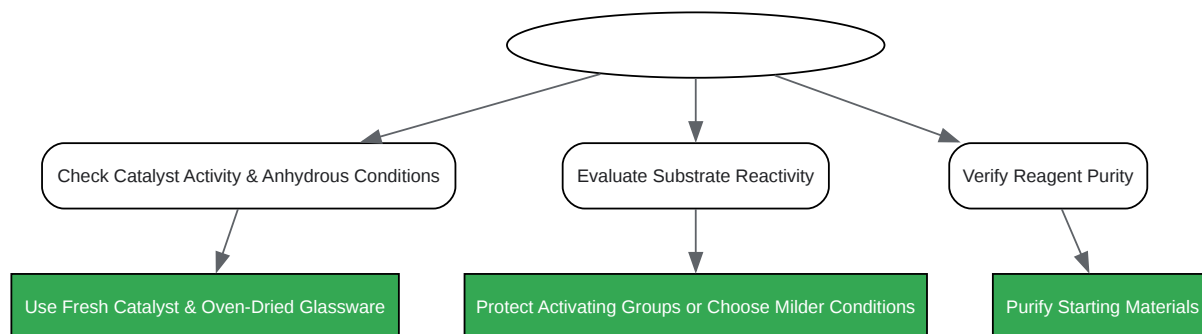 Check Catalyst Activity & Anhydrous Conditions
Evaluate Substrate Reactivity
Verify Reagent Purity
Use Fresh Catalyst & Oven-Dried Glassware
Protect Activating Groups or Choose Milder Conditions
Purify Starting Materials